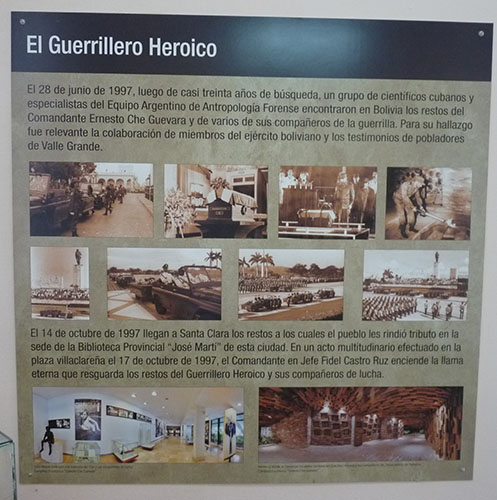 El Guerrillero Heroico
El 28 de junio de 1997, luego de casi treinta años de búsqueda, un grupo de científicos cubanos y
especialistas del Equipo Argentino de Antropología Forense encontraron en Bolivia los restos del
Comandante Ernesto Che Guevara y de varios de sus compañeros de la guerrilla. Para su hallazgo
fue relevante la colaboración de miembros del ejército boliviano y los testimonios de pobladores
de Valle Grande.
El 14 de octubre de 1997 llegan a Santa Clara los restos a los cuales el pueblo les rindió tributo en la
sede de la Biblioteca Provincial "José Martí" de esta ciudad. En un acto multitudinario efectuado en la
plaza villaclareña el 17 de octubre de 1997, el Comandante en Jefe Fidel Castro Ruz enciende la llama
eterna que resguarda los restos del Guerrillero Heroico y sus compañeros de lucha.